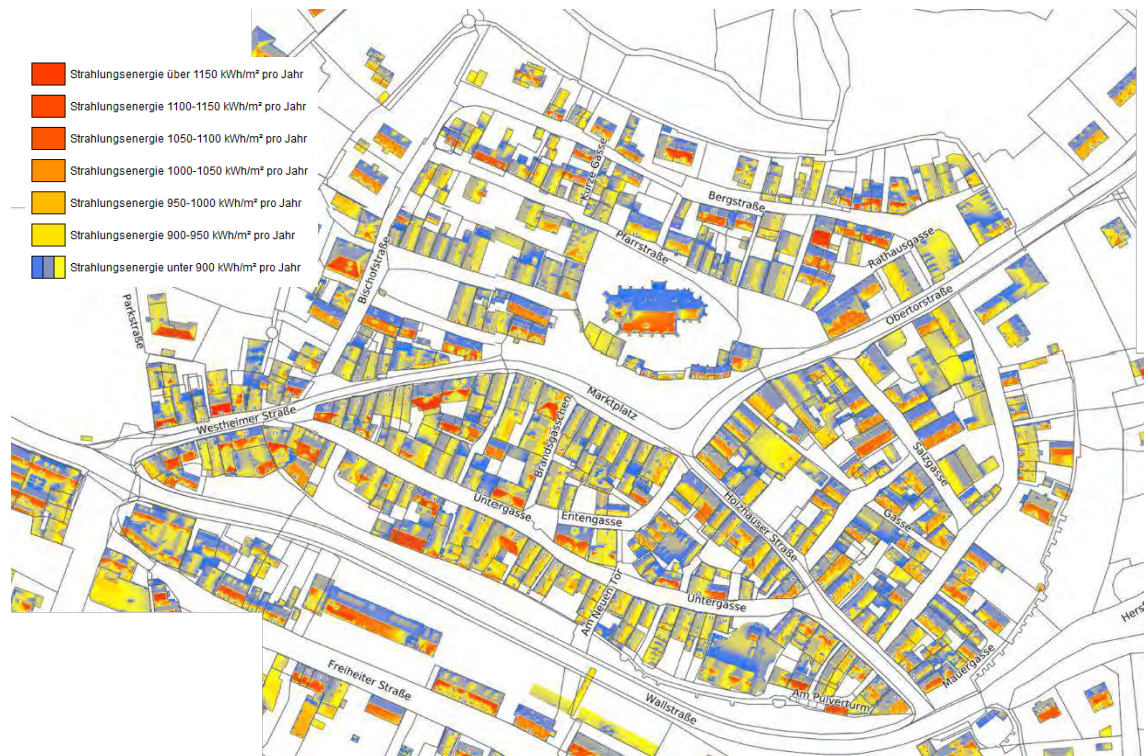 Strahlungsenergie über 1150 kWh/m² pro Jahr
Strahlungsenergie 1100-1150 kWh/m² pro Jahr
Strahlungsenergie 1050-1100 kWh/m² pro Jahr
Strahlungsenergie 1000-1050 kWh/m² pro Jahr
Strahlungsenergie 950-1000 kWh/m² pro Jahr
Strahlungsenergie 900-950 kWh/m² pro Jahr
Strahlungsenergie unter 900 kWh/m² pro Jahr
Kurze Gasse
Bergstraße
Pfarrstraße
Rathausgasse
Bischofstraße
Obertorstraße
Parkstraße
Marktplatz
Westheimer Straße
Brandsgässchen
Salzgasse
Untergasse
Entengasse
Holzhäuser Straße
Gasse
Am Neuen Tor
Untergasse
Hersf
Mauergasse
Freiheiter Straße
Wallstraße
Am Pulverturm